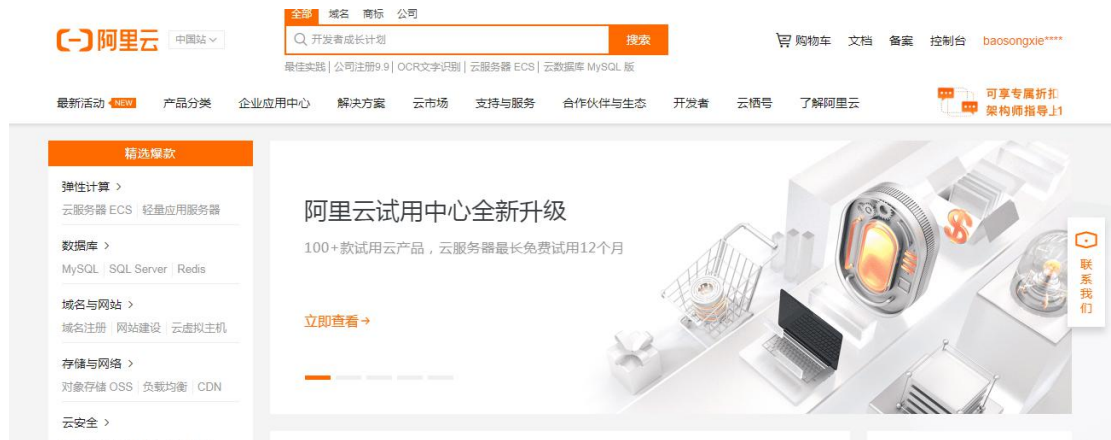 全部 域名 商标 公司
阿里云 中国站
开发者成长计划 搜索
购物车 文档 备案 控制台 baosongxie****
最佳实践 | 公司注册9.9 | OCR文字识别 | 云服务器 ECS | 云数据库 MySQL 版
最新活动 NEW 产品分类 企业应用中心 解决方案 云市场 支持与服务 合作伙伴与生态 开发者 云栖号 了解阿里云
可享专属折扣
架构师指导上1
精选爆款
弹性计算 >
云服务器 ECS | 轻量应用服务器
数据库 >
MySQL | SQL Server | Redis
域名与网站 >
域名注册 | 网站建设 | 云虚拟主机
存储与网络 >
对象存储 OSS | 负载均衡 | CDN
云安全 >
阿里云试用中心全新升级
100+款试用云产品，云服务器最长免费试用12个月
立即查看→
联系我们